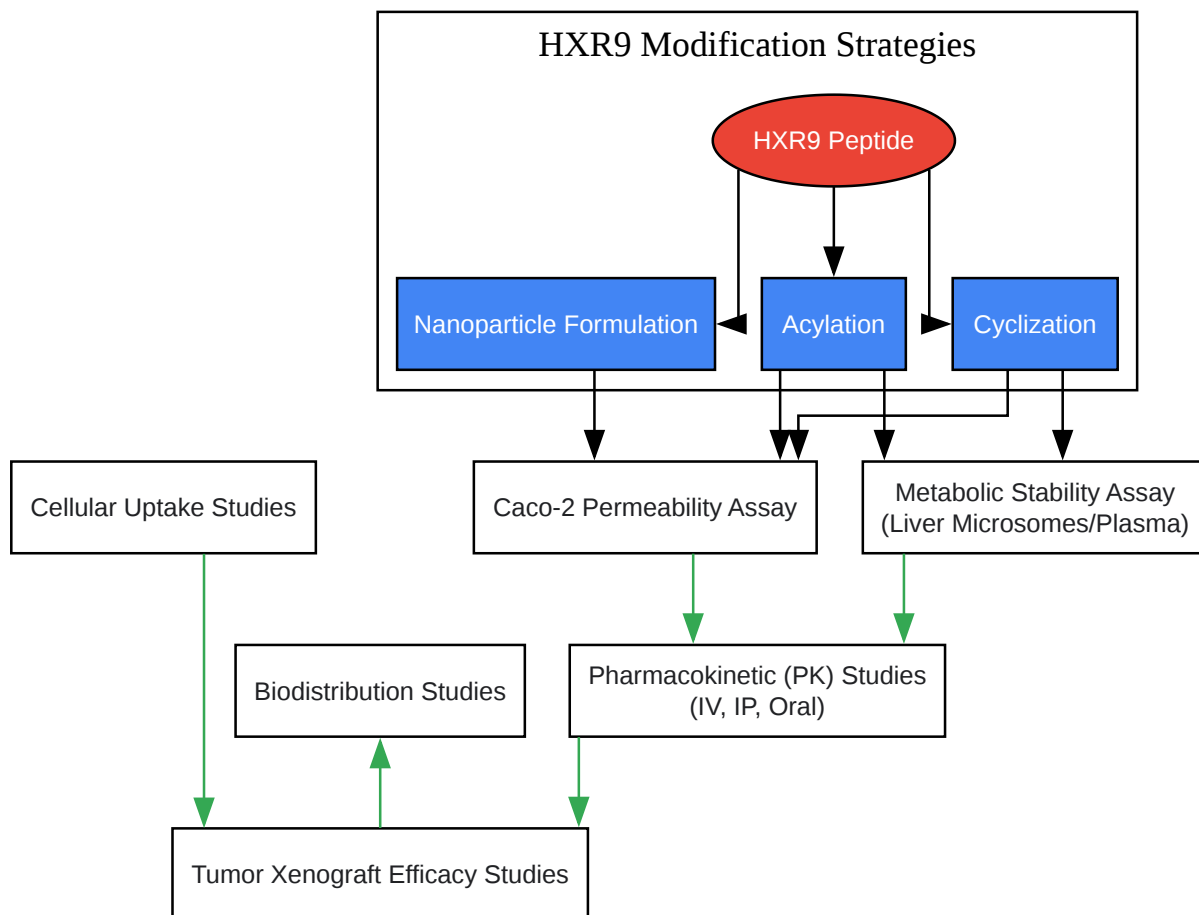 HXR9 Modification Strategies
HXR9 Peptide
Nanoparticle Formulation
Acylation
Cyclization
Cellular Uptake Studies
Caco-2 Permeability Assay
Metabolic Stability Assay
(Liver Microsomes/Plasma)
Biodistribution Studies
Pharmacokinetic (PK) Studies
(IV, IP, Oral)
Tumor Xenograft Efficacy Studies